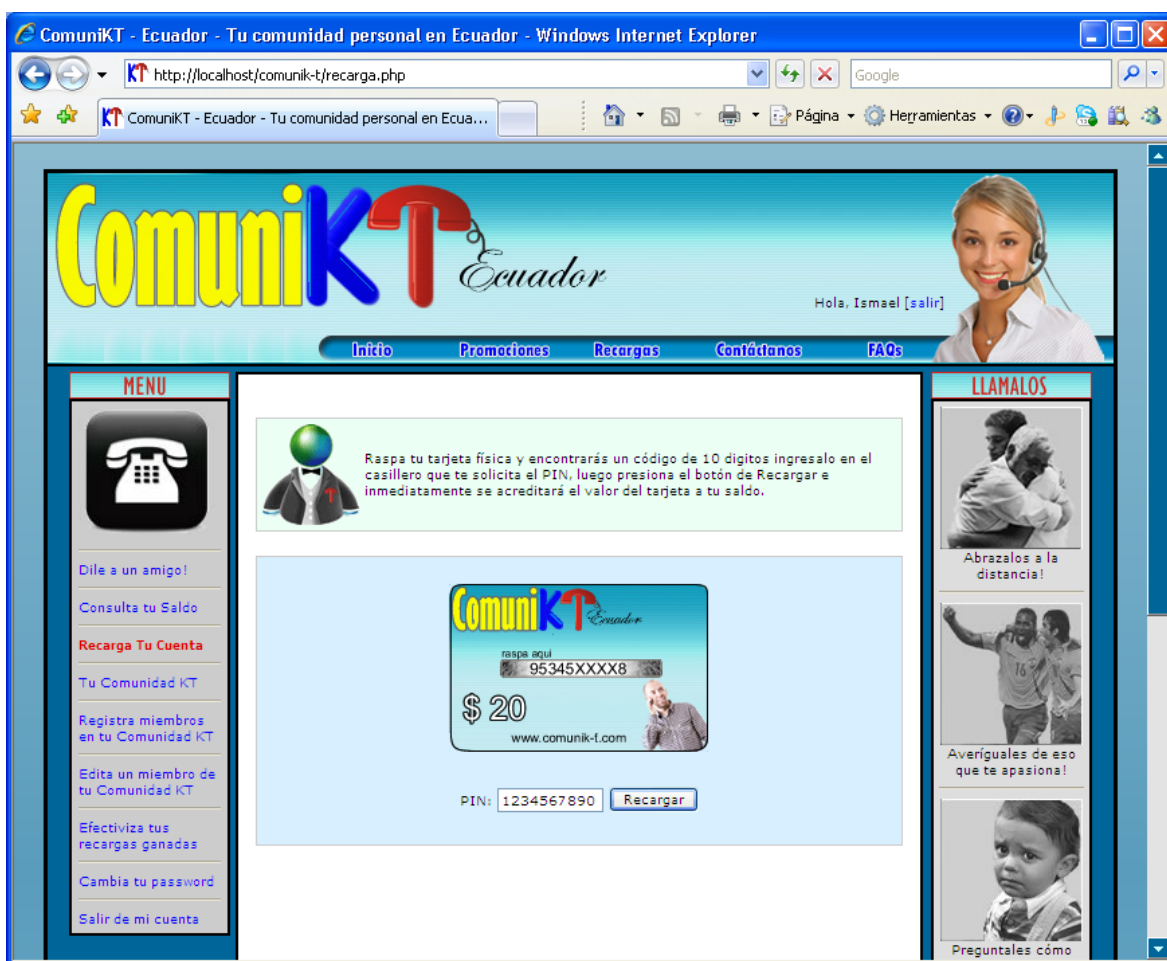 ComuniKT - Ecuador - Tu comunidad personal en Ecuador - Windows Internet Explorer
http://localhost/comunik-t/recarga.php
Google
ComuniKT - Ecuador - Tu comunidad personal en Ecua...
Página
Herramientas
ComuniKT
Ecuador
Hola, Ismael [salir]
Inicio Promociones Recargas Contáctanos FAQs
MENU
Dile a un amigo!
Consulta tu Saldo
Recarga Tu Cuenta
Tu Comunidad KT
Registra miembros
en tu Comunidad KT
Edita un miembro de
tu Comunidad KT
Efectiviza tus
recargas ganadas
Cambia tu password
Salir de mi cuenta
Raspa tu tarjeta física y encontrarás un código de 10 digitos ingresalo en el
casillero que te solicita el PIN, luego presiona el botón de Recargar e
inmediatamente se acreditará el valor del tarjeta a tu saldo.
ComuniKT
Ecuador
raspa aqui
95345XXXX8
$ 20
www.comunik-t.com
PIN: 1234567890 Recargar
LLAMALOS
Abrazalos a la
distancia!
16
Averíguales de eso
que te apasiona!
Preguntales cómo